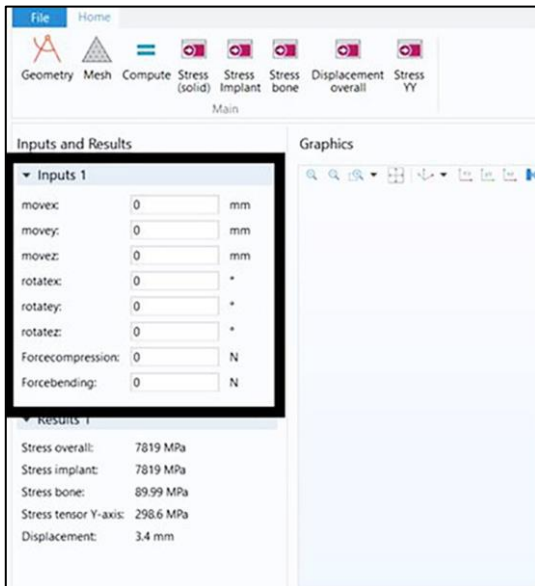 File Home
Geometry Mesh Compute Stress Stress Stress Displacement Stress
(solid) Implant bone overall YY
Main
Inputs and Results Graphics
Inputs 1
movex: 0 mm
movey: 0 mm
movez: 0 mm
rotatex: 0 °
rotatey: 0 °
rotatez: 0 °
Forcecompression: 0 N
Forcebending: 0 N
Results 1
Stress overall: 7819 MPa
Stress implant: 7819 MPa
Stress bone: 89.99 MPa
Stress tensor Y-axis: 298.6 MPa
Displacement: 3.4 mm